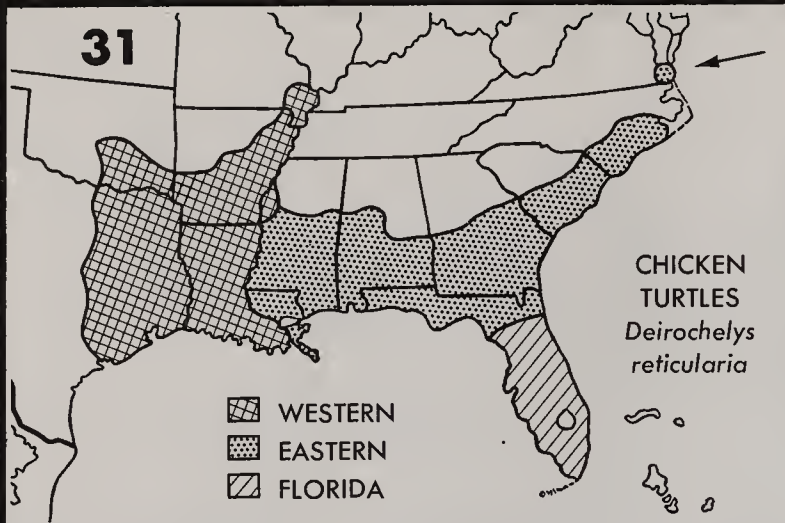 31
CHICKEN
TURTLES
Deirochelys
reticularia
WESTERN
EASTERN
FLORIDA